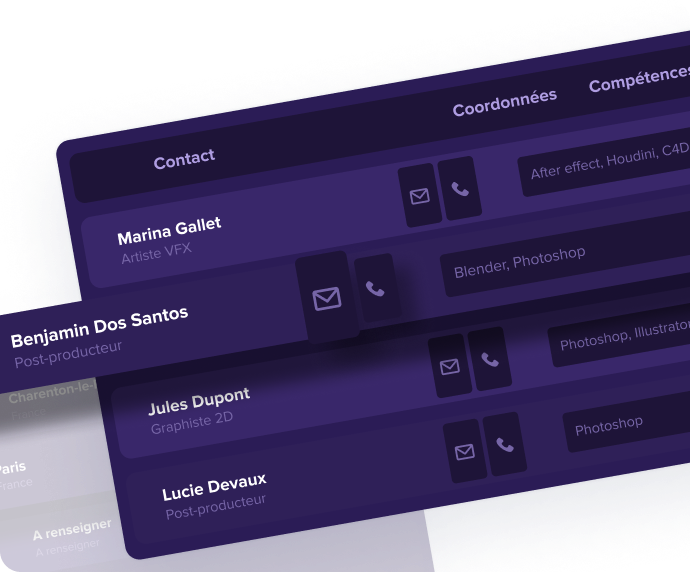 Contact
Coordonnées
Compétences
Marina Gallet
Artiste VFX
After effect, Houdini, C4D
Benjamin Dos Santos
Post-producteur
Blender, Photoshop
Charenton-le-
France
Jules Dupont
Graphiste 2D
Photoshop, Illustrator
Paris
France
Lucie Devaux
Post-producteur
Photoshop
A renseigner
A renseigner